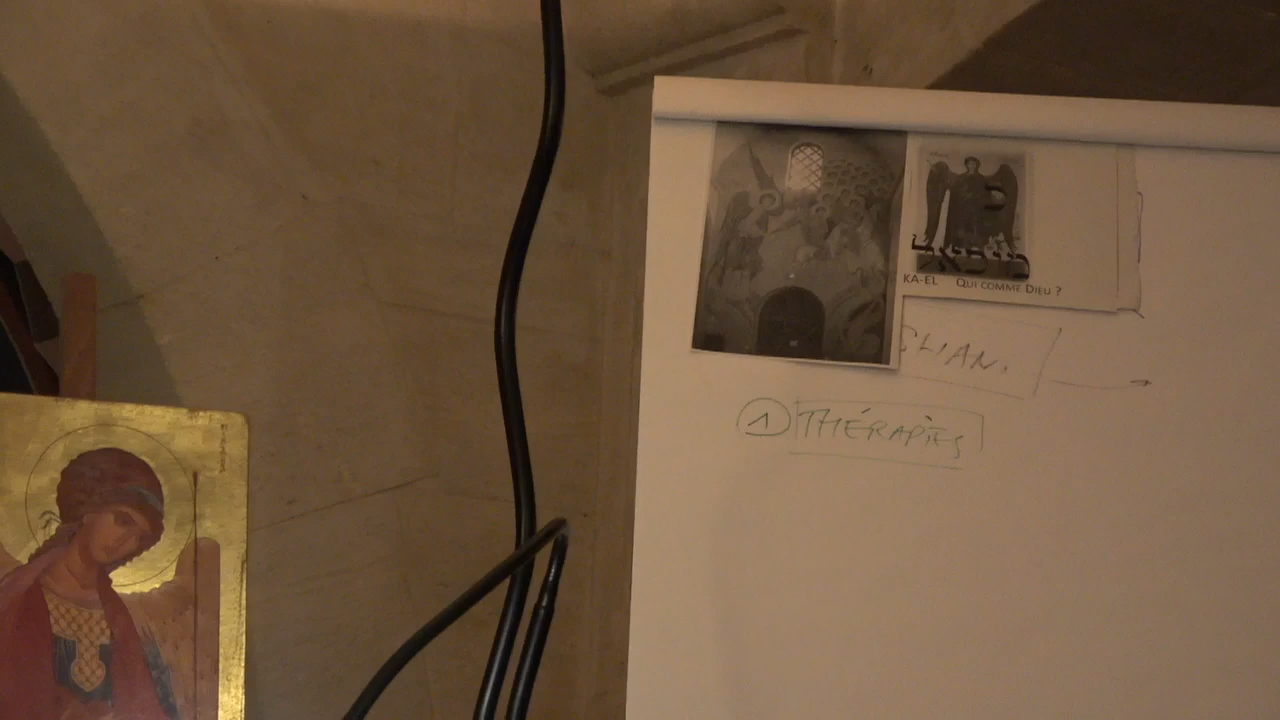 מיכאל
KA-EL QUI COMME DIEU ?
1 THÉRAPIES